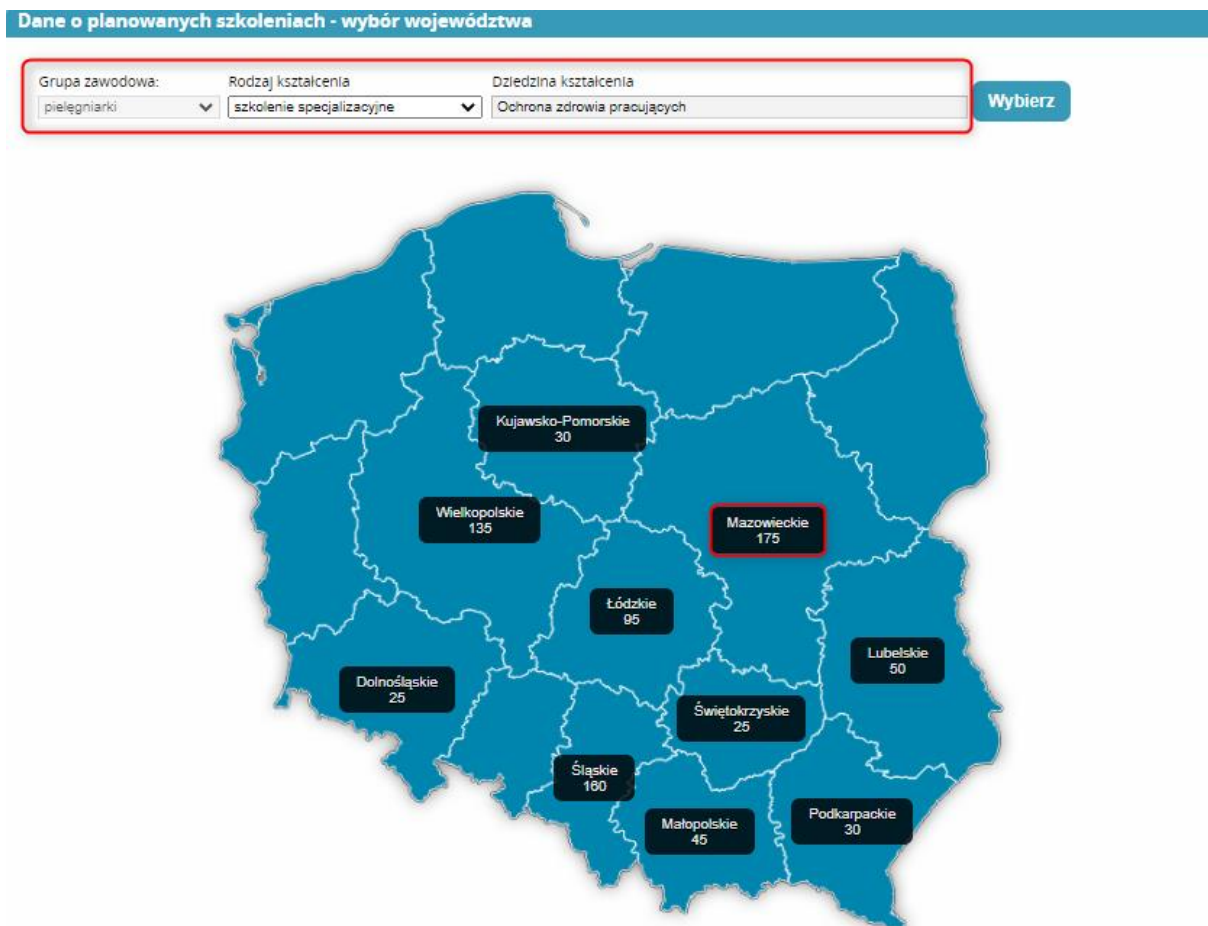 Dane o planowanych szkoleniach - wybór województwa
Grupa zawodowa: Rodzaj kształcenia Dziedzina kształcenia
pielęgniarki szkolenie specjalizacyjne Ochrona zdrowia pracujących Wybierz
Kujawsko-Pomorskie
30
Wielkopolskie
135
Mazowieckie
175
Łódzkie
95
Lubelskie
50
Dolnośląskie
25
Świętokrzyskie
25
Śląskie
160
Małopolskie
45
Podkarpackie
30